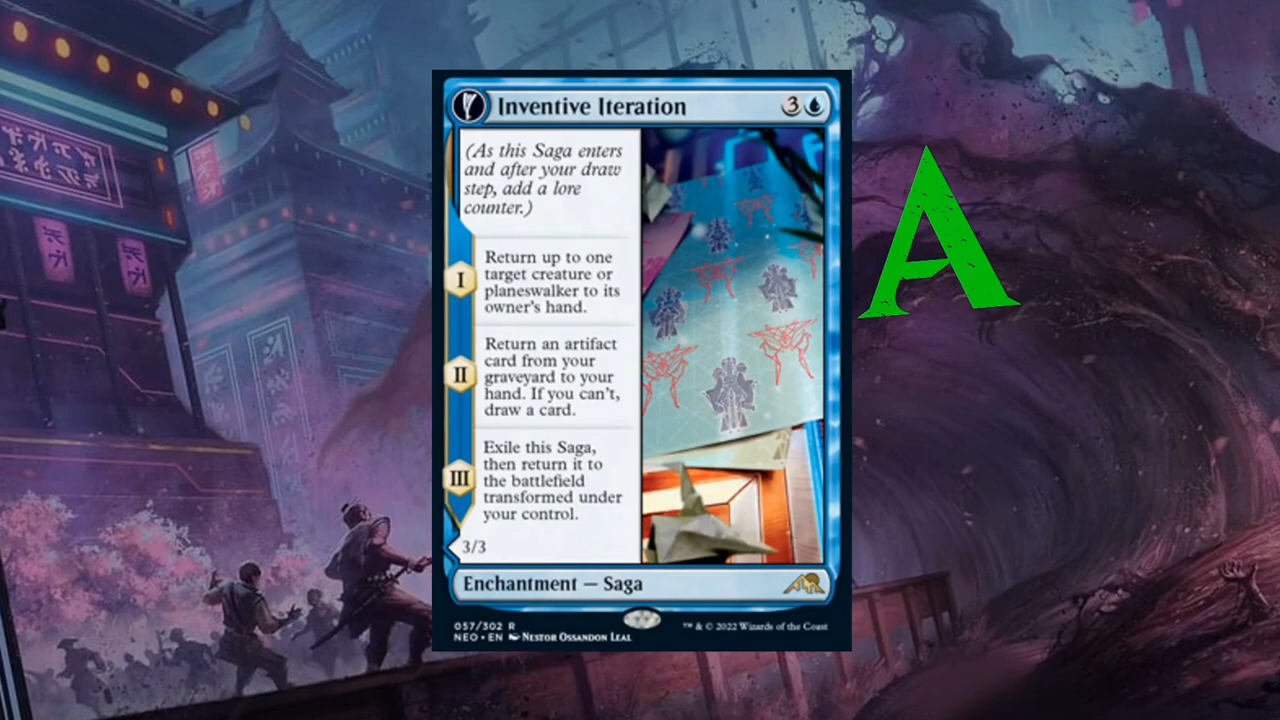 Inventive Iteration
3
(As this Saga enters
and after your draw
step, add a lore
counter.)
I
Return up to one
target creature or
planeswalker to its
owner's hand.
II
Return an artifact
card from your
graveyard to your
hand. If you can't,
draw a card.
III
Exile this Saga,
then return it to
the battlefield
transformed under
your control.
3/3
Enchantment — Saga
057/302 R
NEO • EN Nestor Ossandon Leal
™ & © 2022 Wizards of the Coast
A